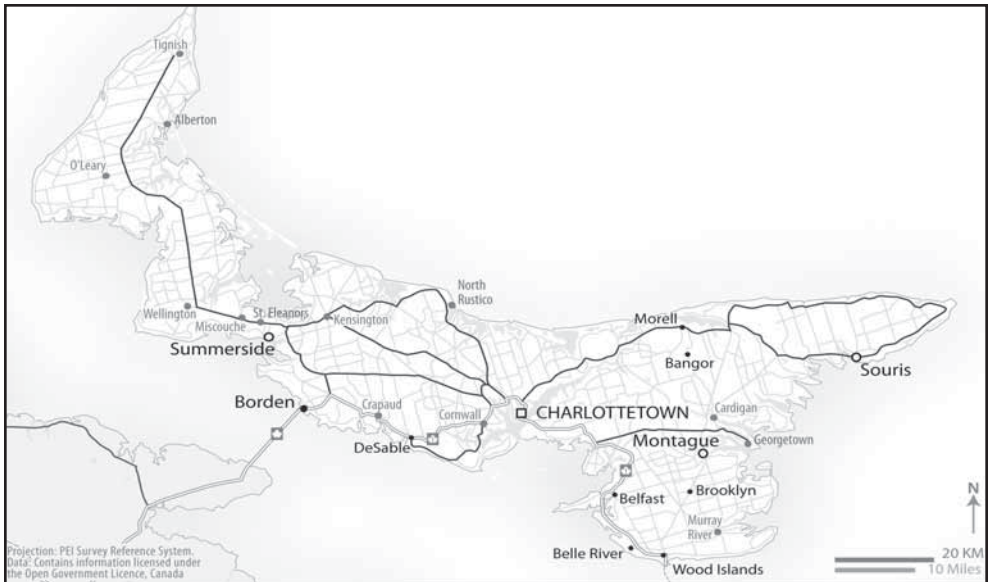 Tignish
Alberton
O'Leary
North
Rustico
Wellington
St. Eleanors
Miscouche
Kensington
Summerside
Morell
Bangor
Souris
Borden
Crapaud
Cornwall
CHARLOTTETOWN
Cardigan
DeSable
Montague
Georgetown
Belfast
Brooklyn
Murray
River
N
Belle River
Wood Islands
20 KM
10 Miles
Projection: PEI Survey Reference System.
Data: Contains information licensed under
the Open Government Licence, Canada